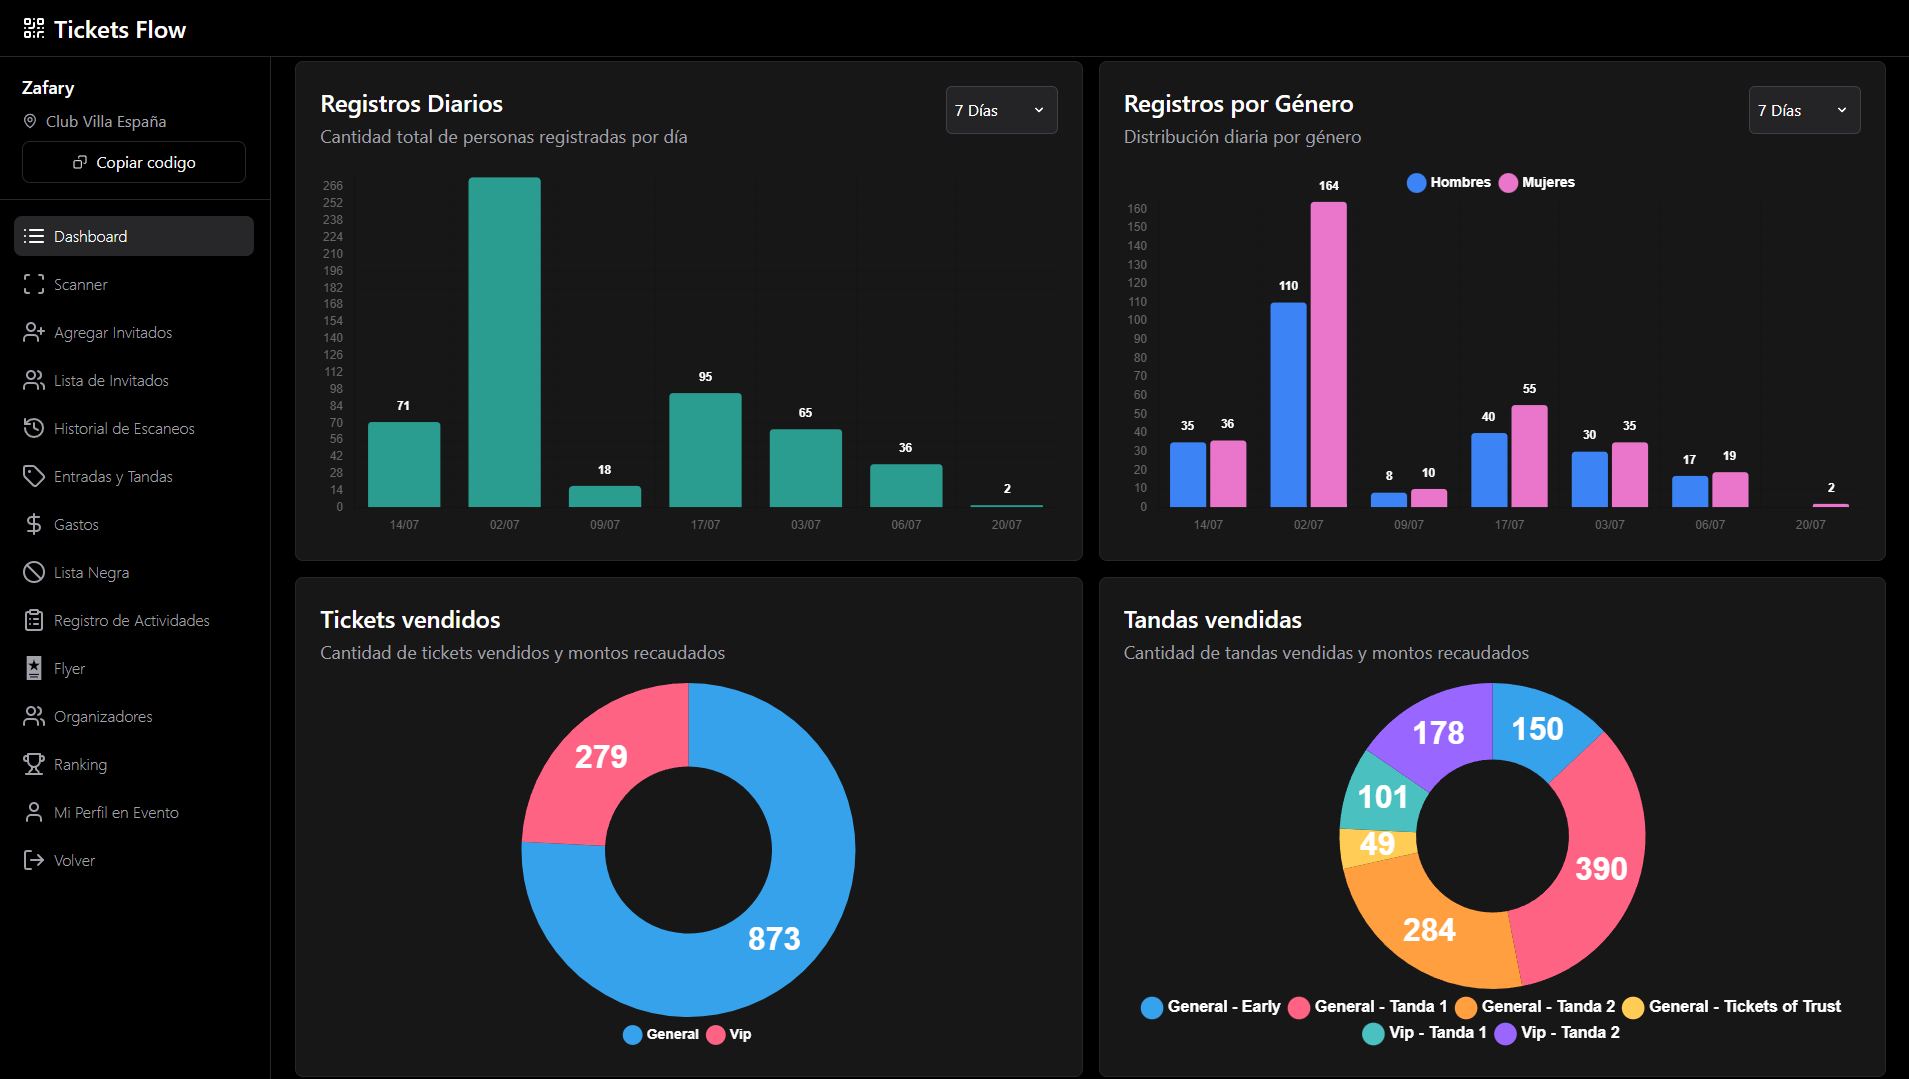 Tickets Flow
Zafary
Club Villa España
Copiar codigo
Dashboard
Scanner
Agregar Invitados
Lista de Invitados
Historial de Escaneos
Entradas y Tandas
Gastos
Lista Negra
Registro de Actividades
Flyer
Organizadores
Ranking
Mi Perfil en Evento
Volver
Registros Diarios
7 Días
Cantidad total de personas registradas por día
266
252
238
224
210
196
182
168
154
140
126
112
98
84
70
56
42
28
14
0
71
18
95
65
36
2
14/07 02/07 09/07 17/07 03/07 06/07 20/07
Registros por Género
7 Días
Distribución diaria por género
Hombres Mujeres
160
150
140
130
120
110
100
90
80
70
60
50
40
30
20
10
0
35 36
110 164
8 10
40 55
30 35
17 19
2
14/07 02/07 09/07 17/07 03/07 06/07 20/07
Tickets vendidos
Cantidad de tickets vendidos y montos recaudados
279
873
General Vip
Tandas vendidas
Cantidad de tandas vendidas y montos recaudados
178
150
101
49
390
284
General - Early General - Tanda 1 General - Tanda 2 General - Tickets of Trust
Vip - Tanda 1 Vip - Tanda 2